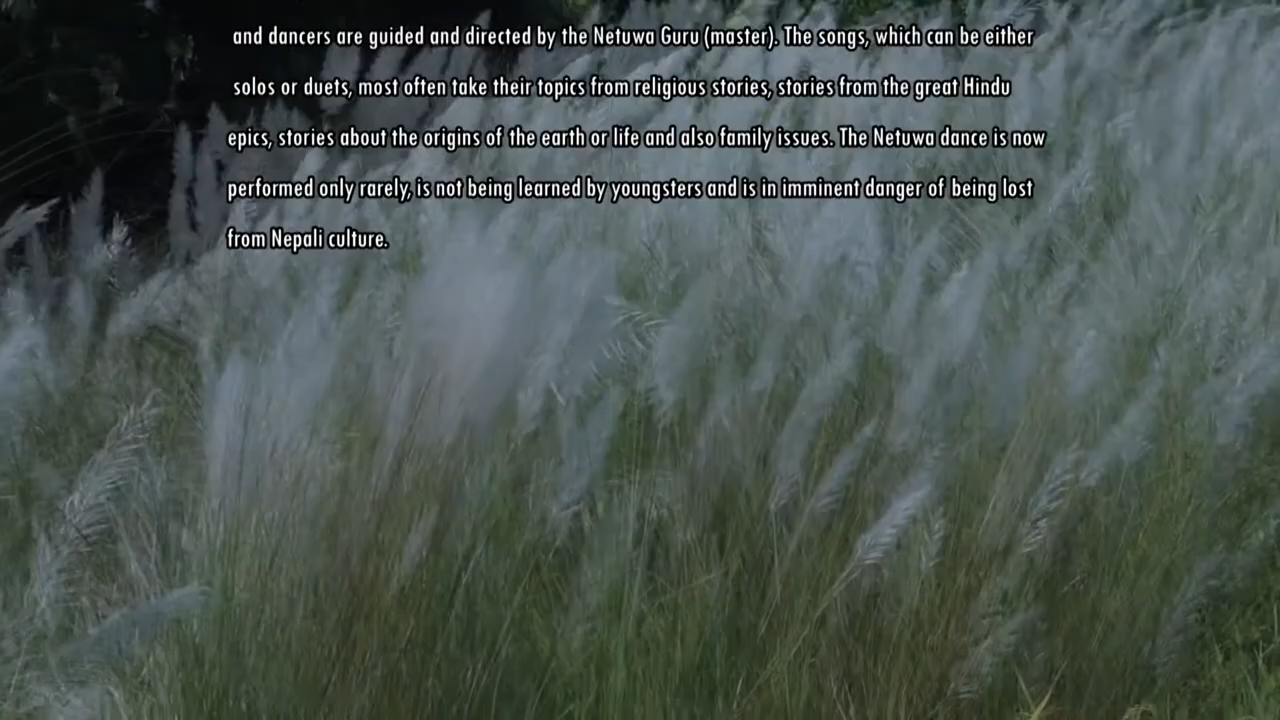 and dancers are guided and directed by the Netuwa Guru (master). The songs, which can be either
solos or duets, most often take their topics from religious stories, stories from the great Hindu
epics, stories about the origins of the earth or life and also family issues. The Netuwa dance is now
performed only rarely, is not being learned by youngsters and is in imminent danger of being lost
from Nepali culture.